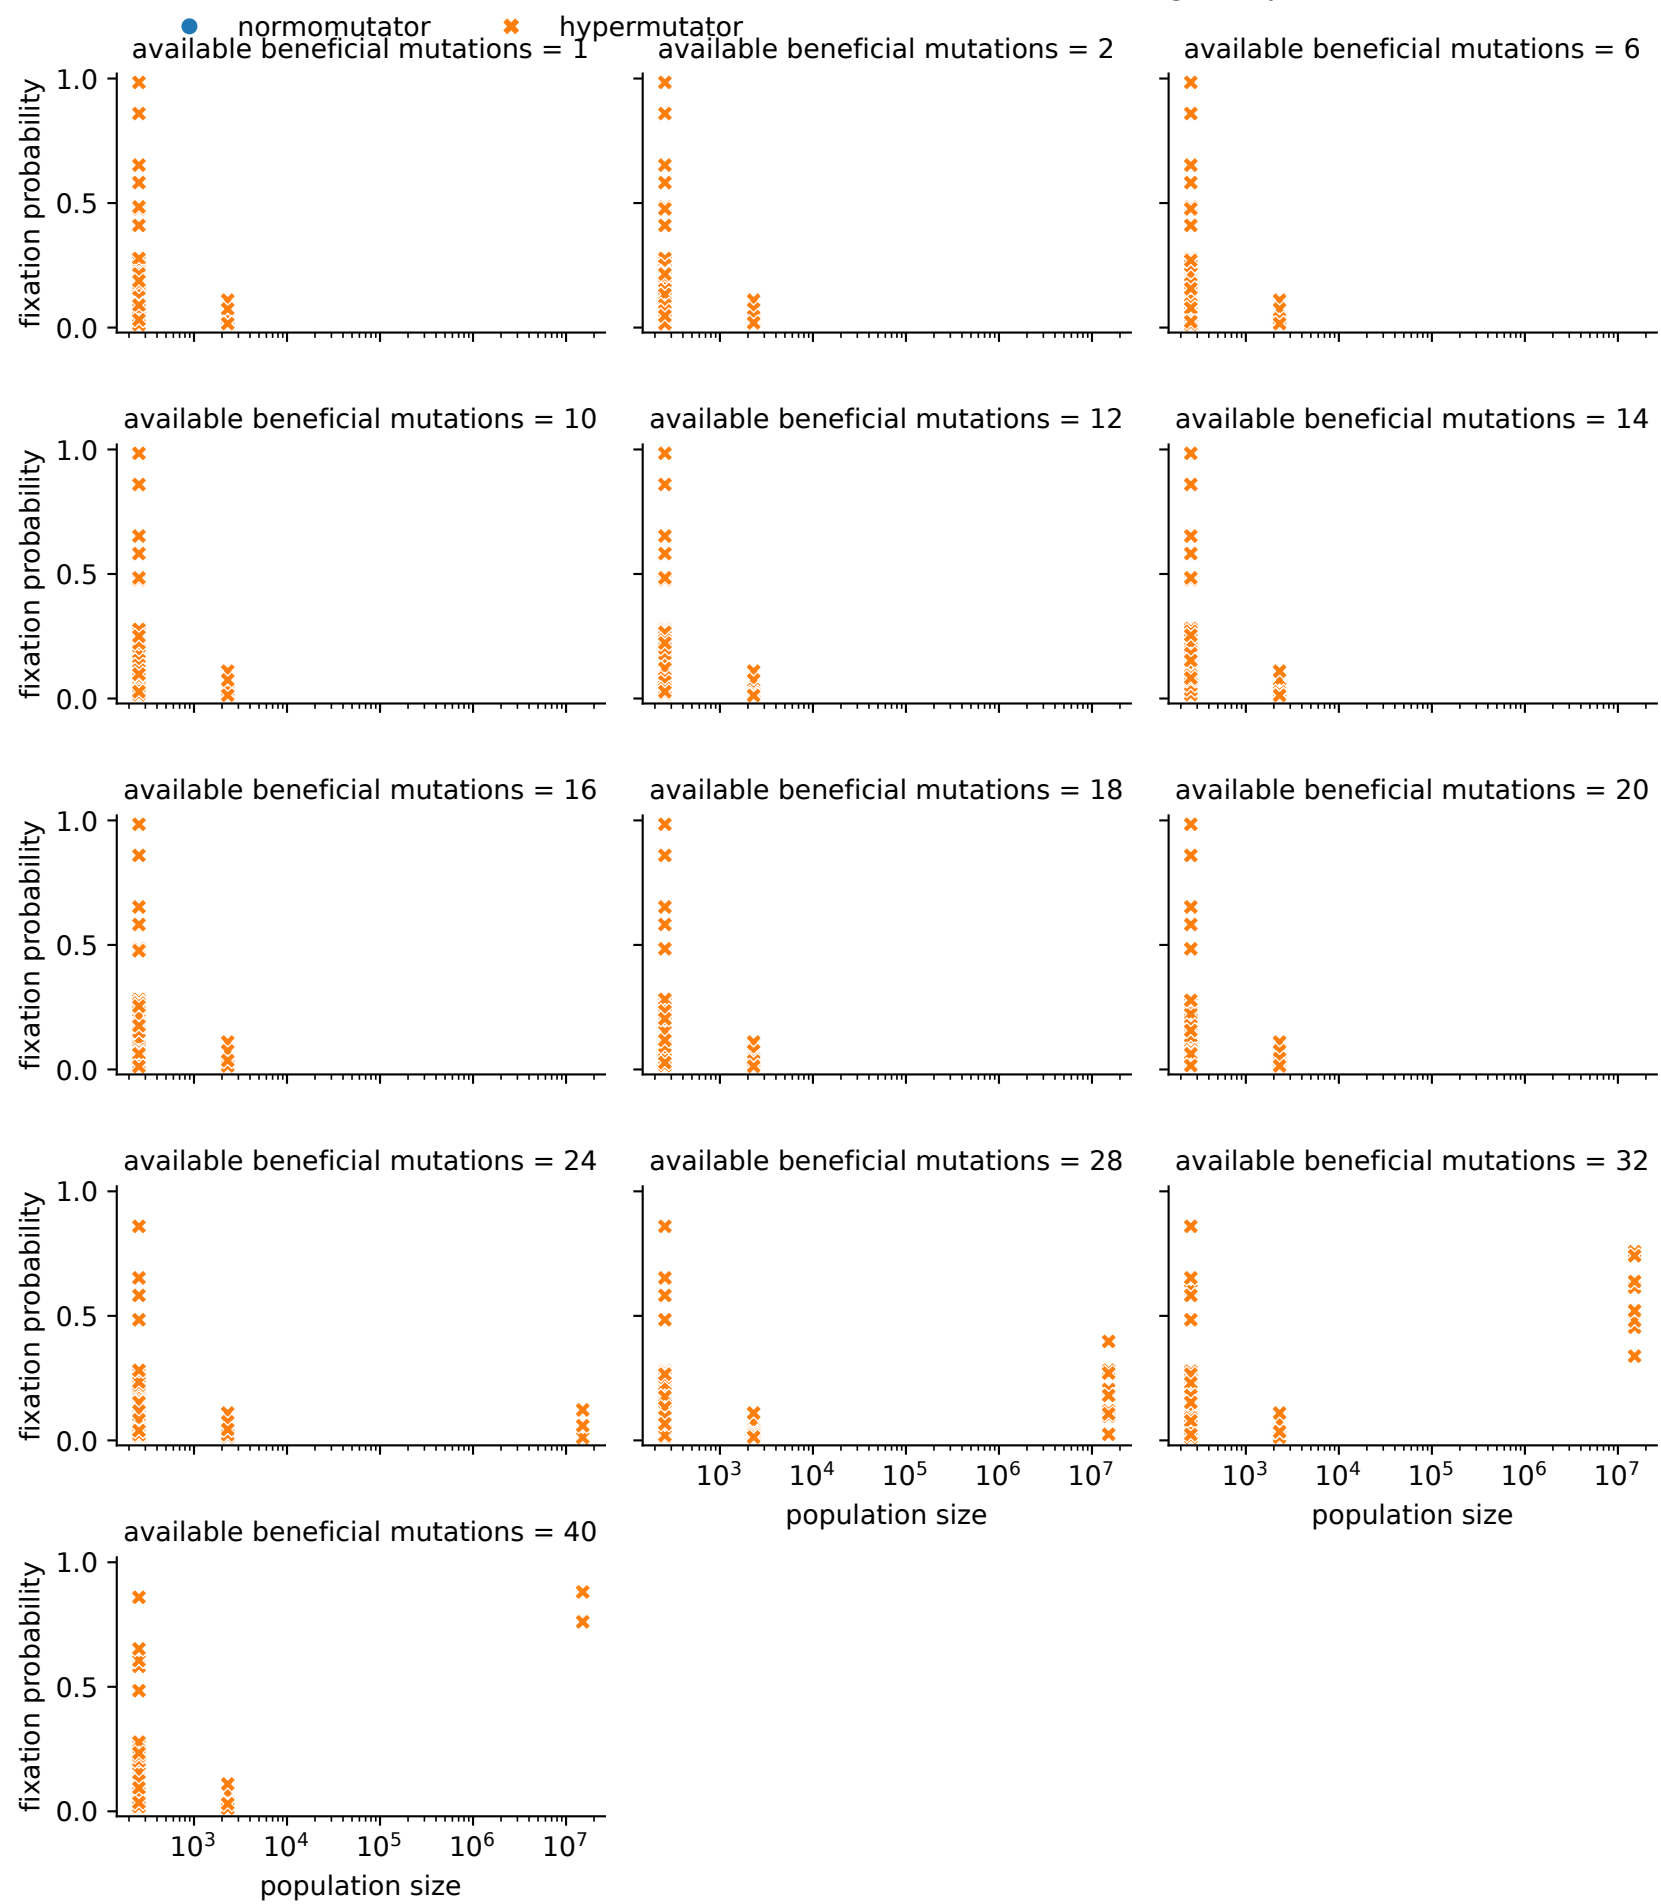 normomutator hypermutator
available beneficial mutations = 1 available beneficial mutations = 2 available beneficial mutations = 6
1.0
0.5
0.0
fixation probability
available beneficial mutations = 10 available beneficial mutations = 12 available beneficial mutations = 14
1.0
0.5
0.0
fixation probability
available beneficial mutations = 16 available beneficial mutations = 18 available beneficial mutations = 20
1.0
0.5
0.0
fixation probability
available beneficial mutations = 24 available beneficial mutations = 28 available beneficial mutations = 32
1.0
0.5
0.0
fixation probability
10³ 10⁴ 10⁵ 10⁶ 10⁷ 10³ 10⁴ 10⁵ 10⁶ 10⁷
population size population size
available beneficial mutations = 40
1.0
0.5
0.0
fixation probability
10³ 10⁴ 10⁵ 10⁶ 10⁷
population size